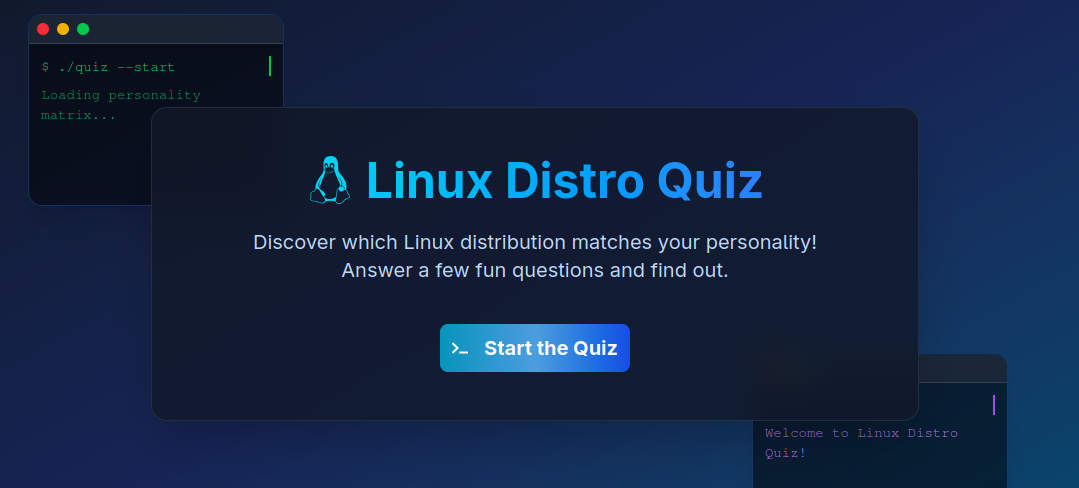 $ ./quiz --start
Loading personality
matrix...
Linux Distro Quiz
Discover which Linux distribution matches your personality!
Answer a few fun questions and find out.
>_ Start the Quiz
Welcome to Linux Distro
Quiz!